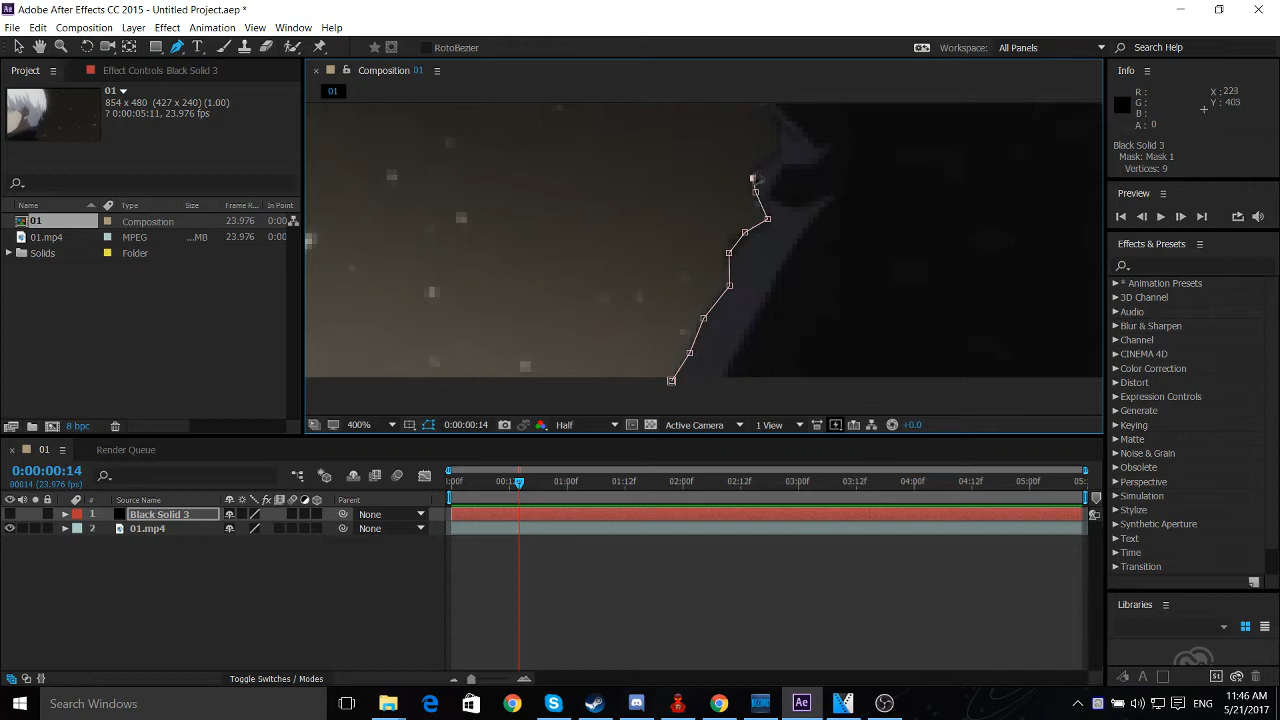 Adobe After Effects CC 2015 - Untitled Project.aep *
File Edit Composition Layer Effect Animation View Window Help
RotoBezier
Workspace: All Panels
Search Help
Project
Effect Controls Black Solid 3
01
854 x 480 (427 x 240) (1.00)
? 0:00:05:11, 23.976 fps
Name Type Size Frame R... In Point
01 Composition 23.976 0:00
01.mp4 MPEG ...MB 23.976 0:00
Solids Folder
8 bpc
Composition 01
01
400% 0:00:00:14 Half Active Camera 1 View +0.0
Info
R :
G :
B :
A : 0
X : 223
Y : 403
Black Solid 3
Mask: Mask 1
Vertices: 9
Preview
Effects & Presets
* Animation Presets
3D Channel
Audio
Blur & Sharpen
Channel
CINEMA 4D
Color Correction
Distort
Expression Controls
Generate
Keying
Matte
Noise & Grain
Obsolete
Perspective
Simulation
Stylize
Synthetic Aperture
Text
Time
Transition
Libraries
01
Render Queue
0:00:00:14
00014 (23.976 fps)
:00f 00:12f 01:00f 01:12f 02:00f 02:12f 03:00f 03:12f 04:00f 04:12f 05:00f 05:
# Source Name Parent
1 Black Solid 3 None
2 01.mp4 None
Toggle Switches / Modes
Search Windows
ENG
11:46 AM
5/21/2017